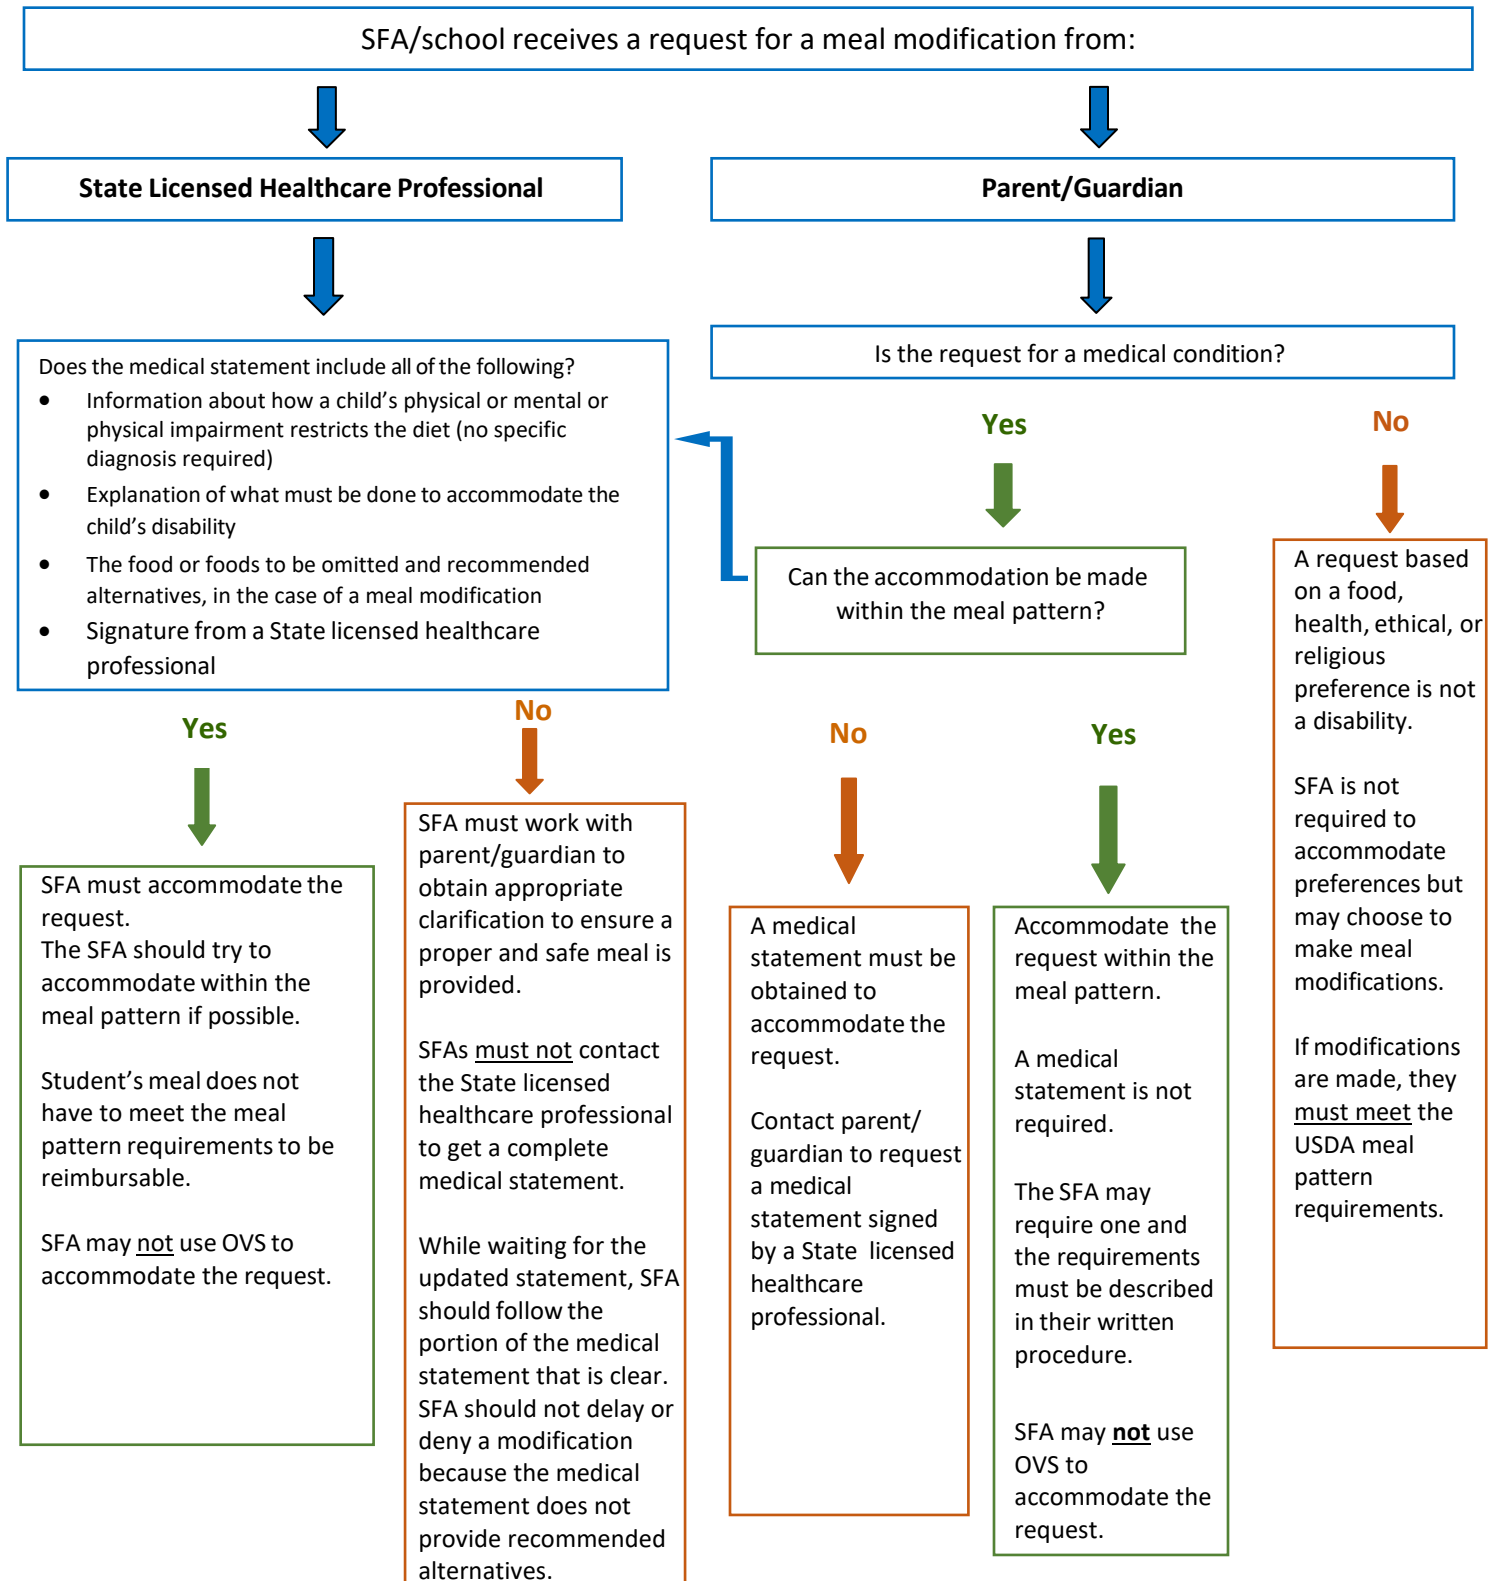 SFA/school receives a request for a meal modification from:
State Licensed Healthcare Professional
Parent/Guardian
Does the medical statement include all of the following?
• Information about how a child's physical or mental or
physical impairment restricts the diet (no specific
diagnosis required)
• Explanation of what must be done to accommodate the
child's disability
• The food or foods to be omitted and recommended
alternatives, in the case of a meal modification
• Signature from a State licensed healthcare
professional
Is the request for a medical condition?
Yes
No
Can the accommodation be made
within the meal pattern?
A request based
on a food,
health, ethical, or
religious
preference is not
a disability.
SFA is not
required to
accommodate
preferences but
may choose to
make meal
modifications.
If modifications
are made, they
must meet the
USDA meal
pattern
requirements.
Yes
No
No
Yes
SFA must accommodate the
request.
The SFA should try to
accommodate within the
meal pattern if possible.
Student's meal does not
have to meet the meal
pattern requirements to be
reimbursable.
SFA may not use OVS to
accommodate the request.
SFA must work with
parent/guardian to
obtain appropriate
clarification to ensure a
proper and safe meal is
provided.
SFAs must not contact
the State licensed
healthcare professional
to get a complete
medical statement.
While waiting for the
updated statement, SFA
should follow the
portion of the medical
statement that is clear.
SFA should not delay or
deny a modification
because the medical
statement does not
provide recommended
alternatives.
A medical
statement must be
obtained to
accommodate the
request.
Contact parent/
guardian to request
a medical
statement signed
by a State licensed
healthcare
professional.
Accommodate the
request within the
meal pattern.
A medical
statement is not
required.
The SFA may
require one and
the requirements
must be described
in their written
procedure.
SFA may not use
OVS to
accommodate the
request.